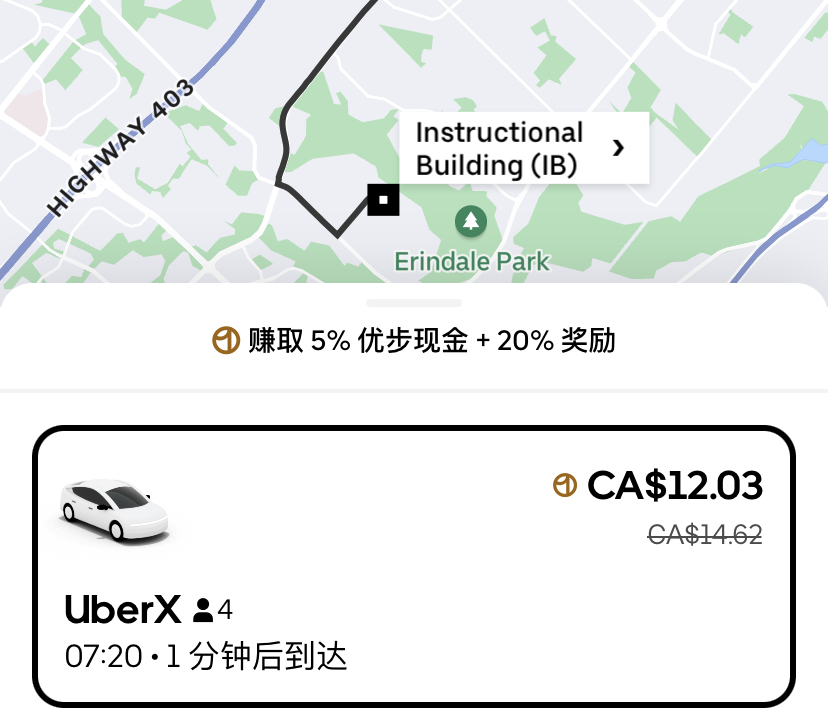 HIGHWAY 403
Instructional
Building (IB)
Erindale Park
赚取 5% 优步现金 + 20% 奖励
CA$12.03
CA$14.62
UberX 4
07:20 • 1 分钟后到达